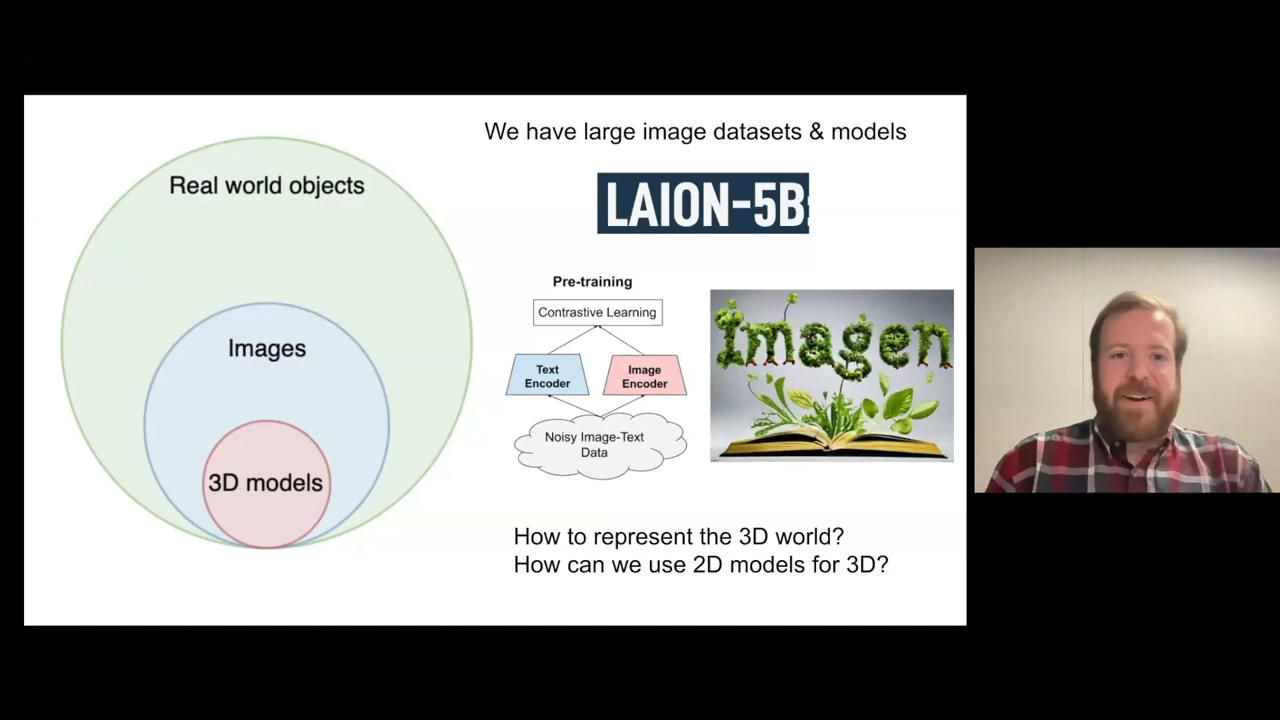 Real world objects
Images
3D models
We have large image datasets & models
LAION-5B
Pre-training
Contrastive Learning
Text
Encoder
Image
Encoder
Noisy Image-Text
Data
Imagen
How to represent the 3D world?
How can we use 2D models for 3D?